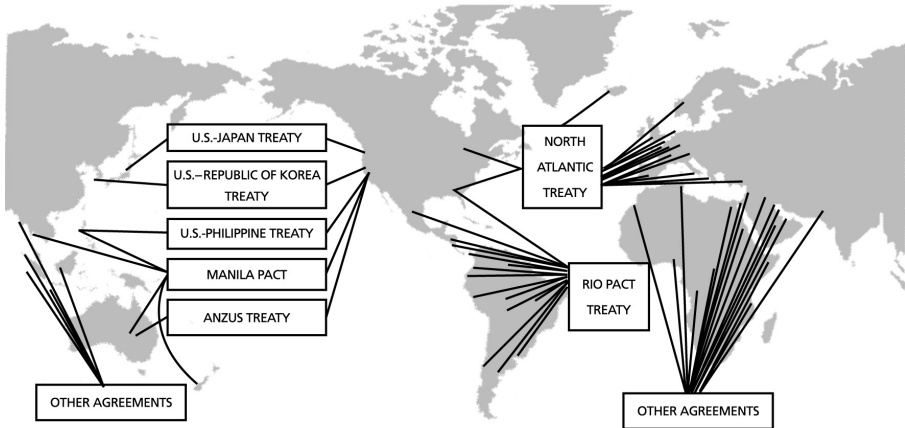 U.S.-JAPAN TREATY
U.S.–REPUBLIC OF KOREA
TREATY
U.S.-PHILIPPINE TREATY
MANILA PACT
ANZUS TREATY
OTHER AGREEMENTS
NORTH
ATLANTIC
TREATY
RIO PACT
TREATY
OTHER AGREEMENTS